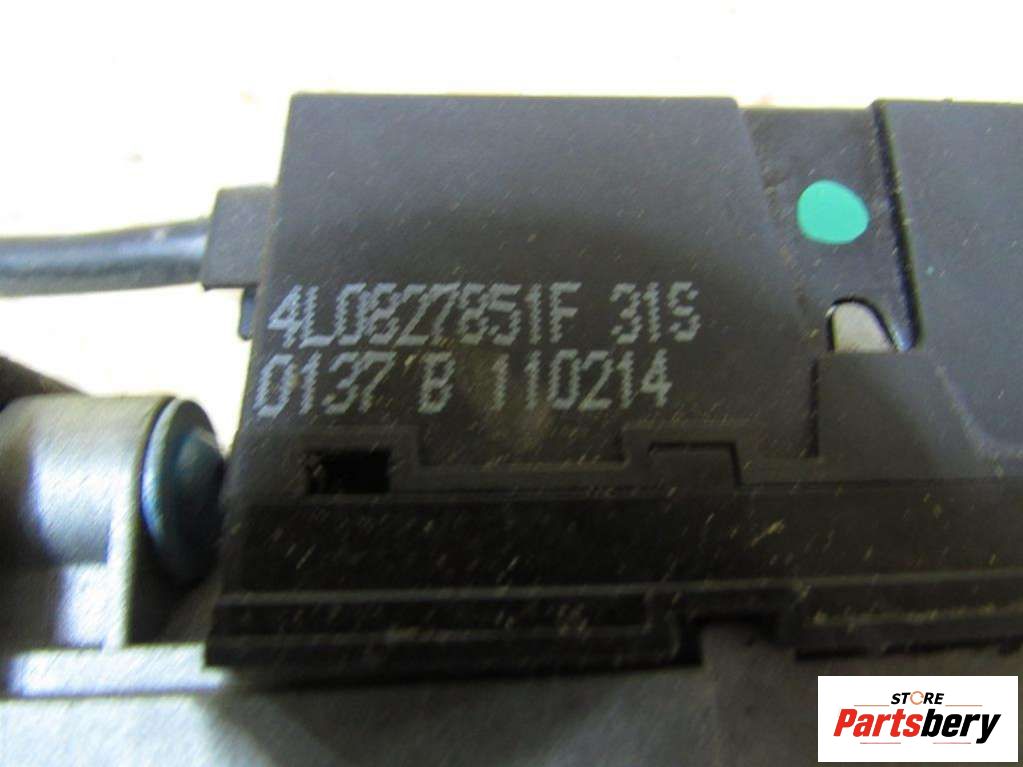 4L0827851F 31S
0137 B 110214
STORE
Partsbery